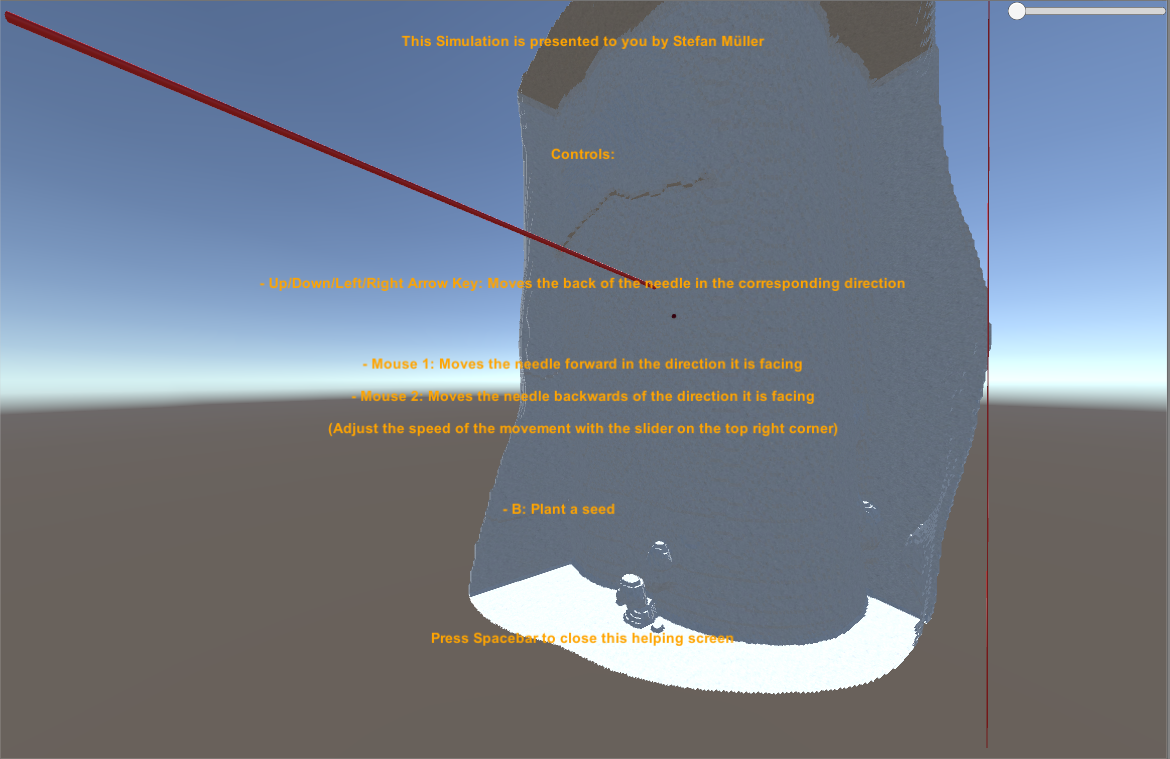 This Simulation is presented to you by Stefan Müller
Controls:
- Up/Down/Left/Right Arrow Key: Moves the back of the needle in the corresponding direction
- Mouse 1: Moves the needle forward in the direction it is facing
- Mouse 2: Moves the needle backwards of the direction it is facing
(Adjust the speed of the movement with the slider on the top right corner)
- B: Plant a seed
Press Spacebar to close this helping screen